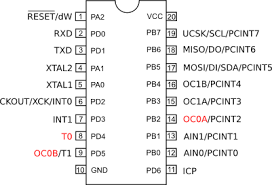 RESET/dW 1 PA2 VCC 20
RXD 2 PD0 PB7 19 UCSK/SCL/PCINT7
TXD 3 PD1 PB6 18 MISO/DO/PCINT6
XTAL2 4 PA1 PB5 17 MOSI/DI/SDA/PCINT5
XTAL1 5 PA0 PB4 16 OC1B/PCINT4
CKOUT/XCK/INT0 6 PD2 PB3 15 OC1A/PCINT3
INT1 7 PD3 PB2 14 OC0A/PCINT2
T0 8 PD4 PB1 13 AIN1/PCINT1
OC0B/T1 9 PD5 PB0 12 AIN0/PCINT0
10 GND PD6 11 ICP